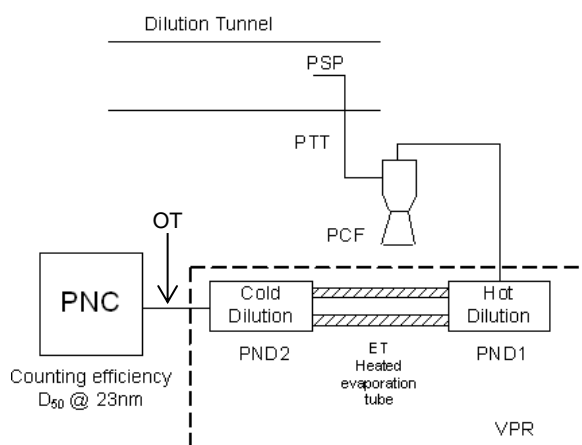 Dilution Tunnel
PSP
PTT
PCF
OT
PNC
Cold
Dilution
Hot
Dilution
PND2
ET
Heated
evaporation
tube
PND1
Counting efficiency
D₅₀ @ 23nm
VPR